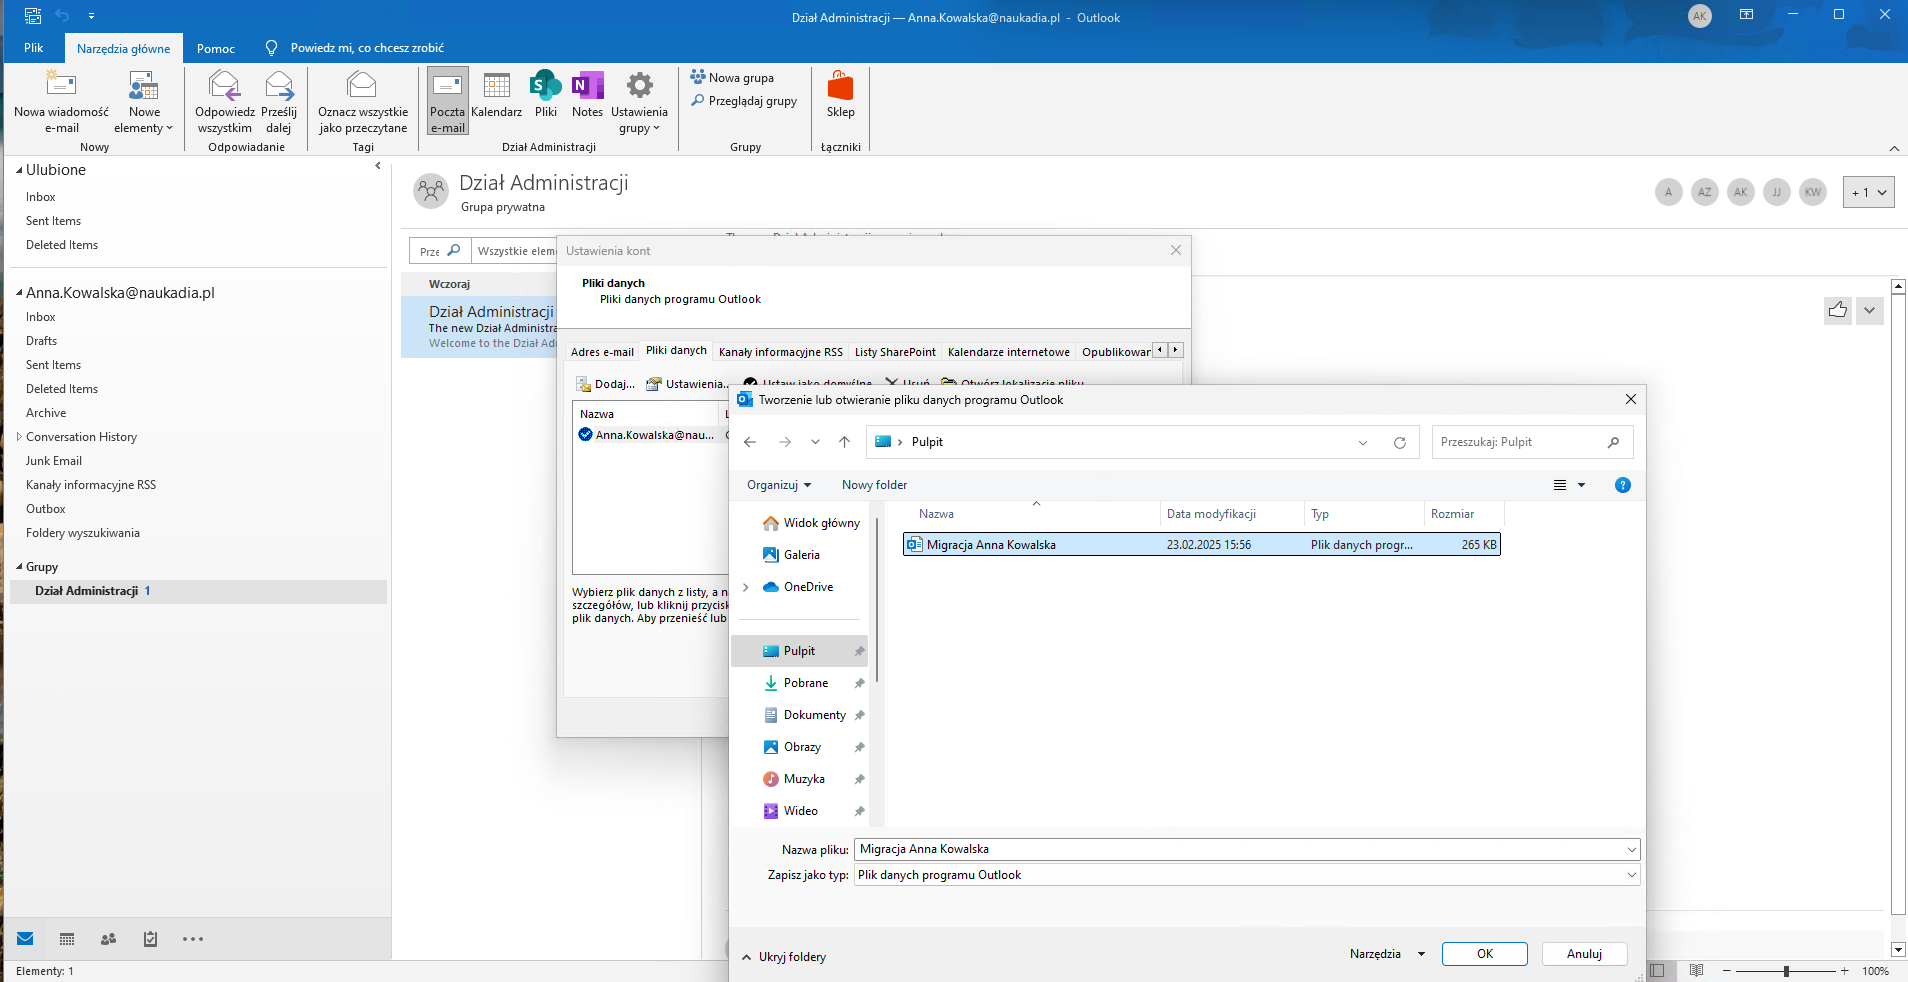 Dział Administracji — Anna.Kowalska@naukadia.pl - Outlook
AK
Plik
Narzędzia główne
Pomoc
Powiedz mi, co chcesz zrobić
Nowa wiadomość e-mail
Nowe elementy
Odpowiedz wszystkim
Prześlij dalej
Oznacz wszystkie jako przeczytane
Poczta e-mail
Kalendarz
Pliki
Notes
Ustawienia grupy
Nowa grupa
Przeglądaj grupy
Sklep
Nowy
Odpowiadanie
Tagi
Dział Administracji
Grupy
Łączniki
Ulubione
Inbox
Sent Items
Deleted Items
Anna.Kowalska@naukadia.pl
Inbox
Drafts
Sent Items
Deleted Items
Archive
Conversation History
Junk Email
Kanały informacyjne RSS
Outbox
Foldery wyszukiwania
Grupy
Dział Administracji 1
Elementy: 1
Dział Administracji
Grupa prywatna
A
AZ
AK
JJ
KW
+ 1
Prze
Wszystkie elem
Wczoraj
Dział Administracji
The new Dział Administra
Welcome to the Dział Adm
Ustawienia kont
Pliki danych
Pliki danych programu Outlook
Adres e-mail
Pliki danych
Kanały informacyjne RSS
Listy SharePoint
Kalendarze internetowe
Opublikowar
Dodaj...
Ustawienia...
Ustaw jako domyślne
Usuń
Otwórz lokalizację pliku
Nazwa
Anna.Kowalska@nau...
Wybierz plik danych z listy, a n
szczegółów, lub kliknij przycisk
plik danych. Aby przenieść lub
Tworzenie lub otwieranie pliku danych programu Outlook
Pulpit
Przeszukaj: Pulpit
Organizuj
Nowy folder
Widok główny
Galeria
OneDrive
Pulpit
Pobrane
Dokumenty
Obrazy
Muzyka
Wideo
Nazwa
Data modyfikacji
Typ
Rozmiar
Migracja Anna Kowalska
23.02.2025 15:56
Plik danych progr...
265 KB
Nazwa pliku: Migracja Anna Kowalska
Zapisz jako typ: Plik danych programu Outlook
Ukryj foldery
Narzędzia
OK
Anuluj
100%